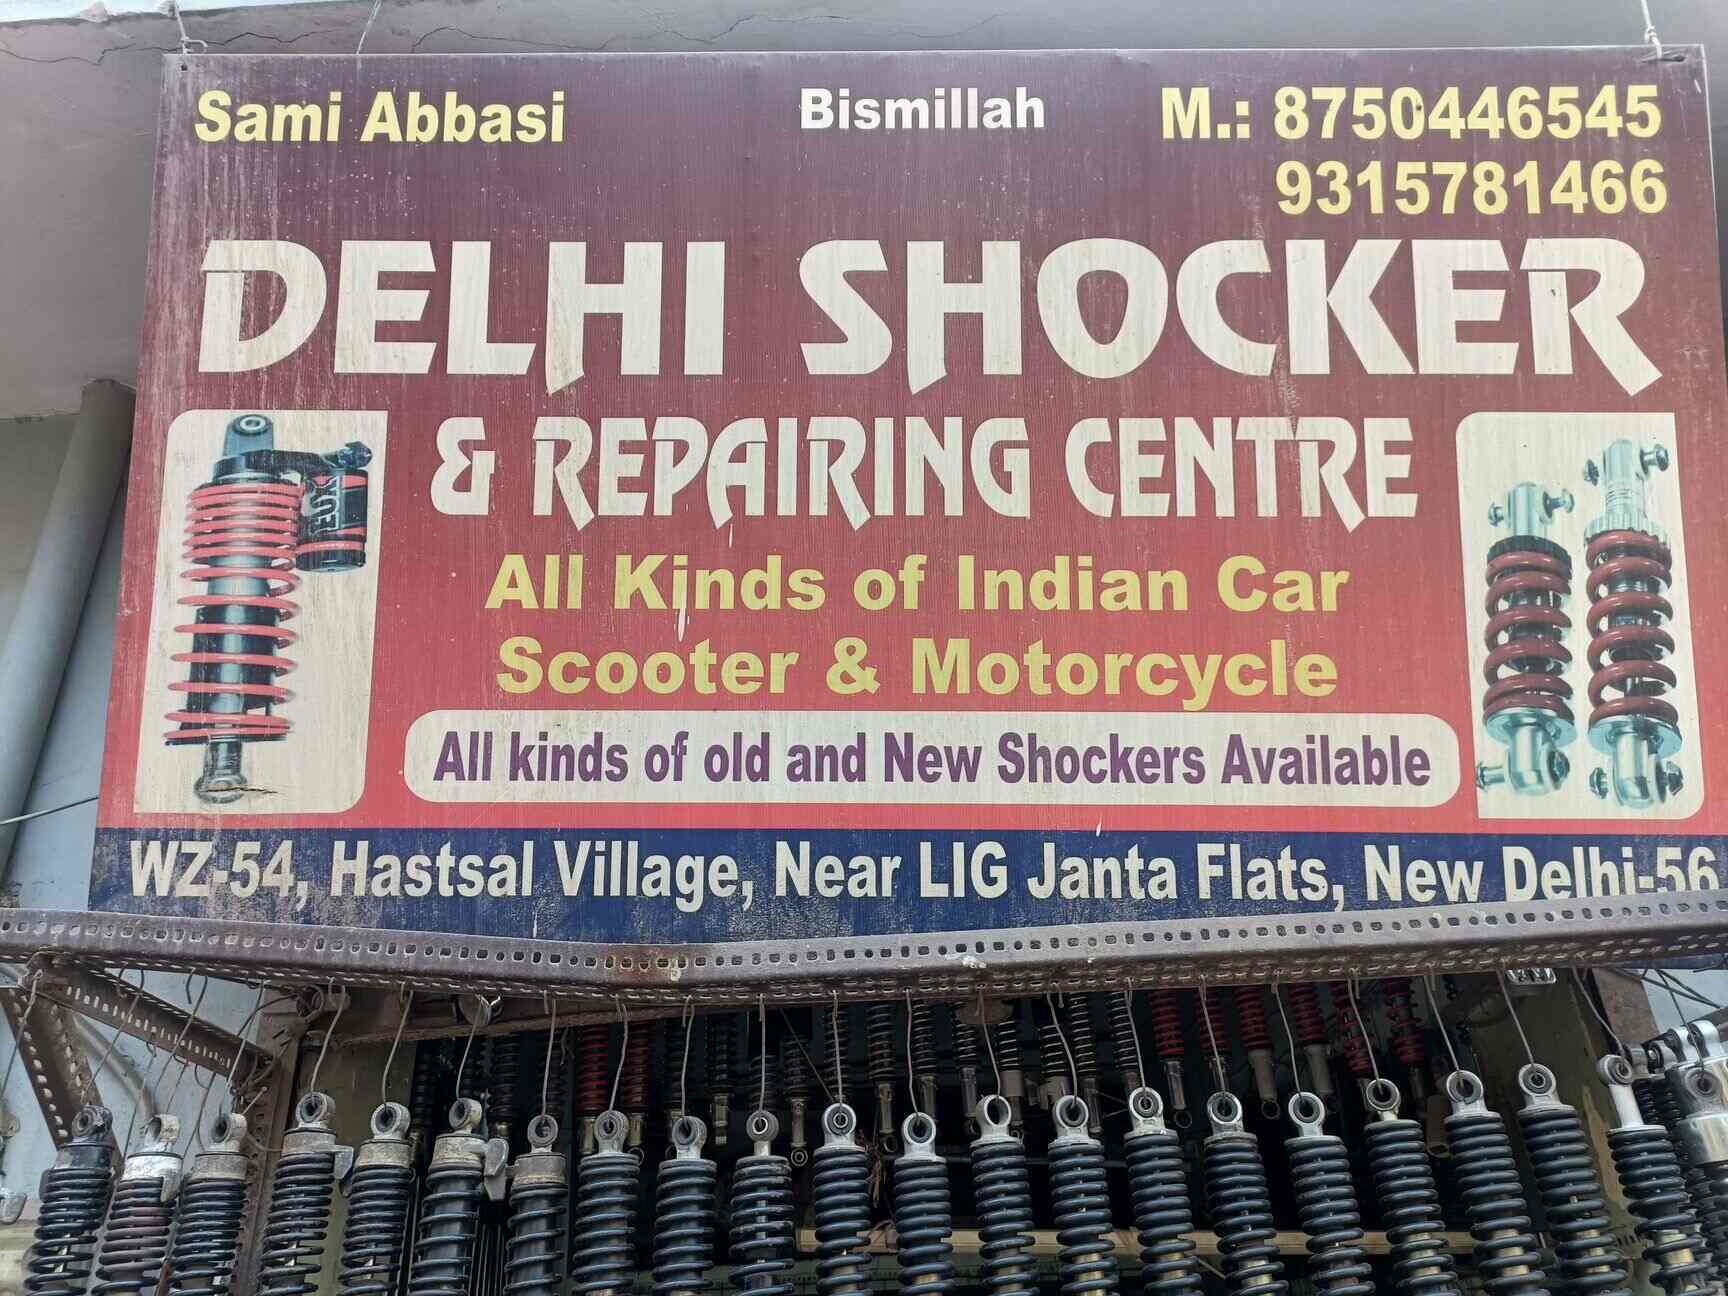 Sami Abbasi Bismillah M.: 8750446545
9315781466
DELHI SHOCKER
& REPAIRING CENTRE
All Kinds of Indian Car
Scooter & Motorcycle
All kinds of old and New Shockers Available
WZ-54, Hastsal Village, Near LIG Janta Flats, New Delhi-56